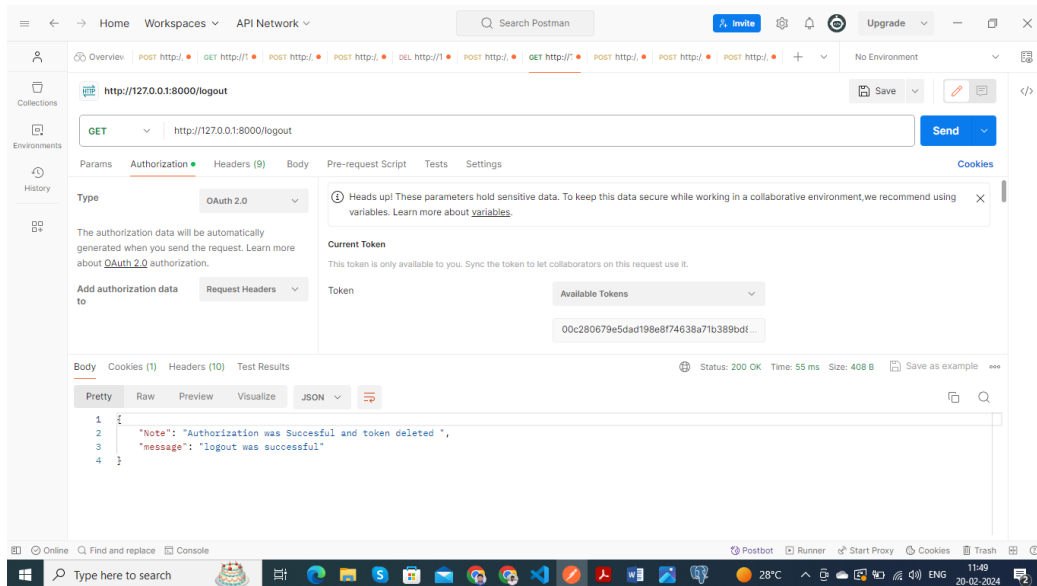 Home Workspaces API Network Search Postman Invite Upgrade
Overview POST http:/. GET http://1 POST http:/. POST http:/. DEL http://1 POST http:/. GET http://1 POST http:/. POST http:/. POST http:/. No Environment
http://127.0.0.1:8000/logout Save
Collections
GET http://127.0.0.1:8000/logout Send
Environments
Params Authorization Headers (9) Body Pre-request Script Tests Settings Cookies
History
Type OAuth 2.0
Heads up! These parameters hold sensitive data. To keep this data secure while working in a collaborative environment,we recommend using
variables. Learn more about variables.
The authorization data will be automatically
generated when you send the request. Learn more
about OAuth 2.0 authorization.
Add authorization data
to
Request Headers
Current Token
This token is only available to you. Sync the token to let collaborators on this request use it.
Token Available Tokens
00c280679e5dad198e8f74638a71b389bd8...
Body Cookies (1) Headers (10) Test Results Status: 200 OK Time: 55 ms Size: 408 B Save as example
Pretty Raw Preview Visualize JSON
1 {
2 "Note": "Authorization was Succesful and token deleted ",
3 "message": "logout was successful"
4 }
Online Find and replace Console Postbot Runner Start Proxy Cookies Trash
Type here to search 28°C ENG 11:49
20-02-2024 2